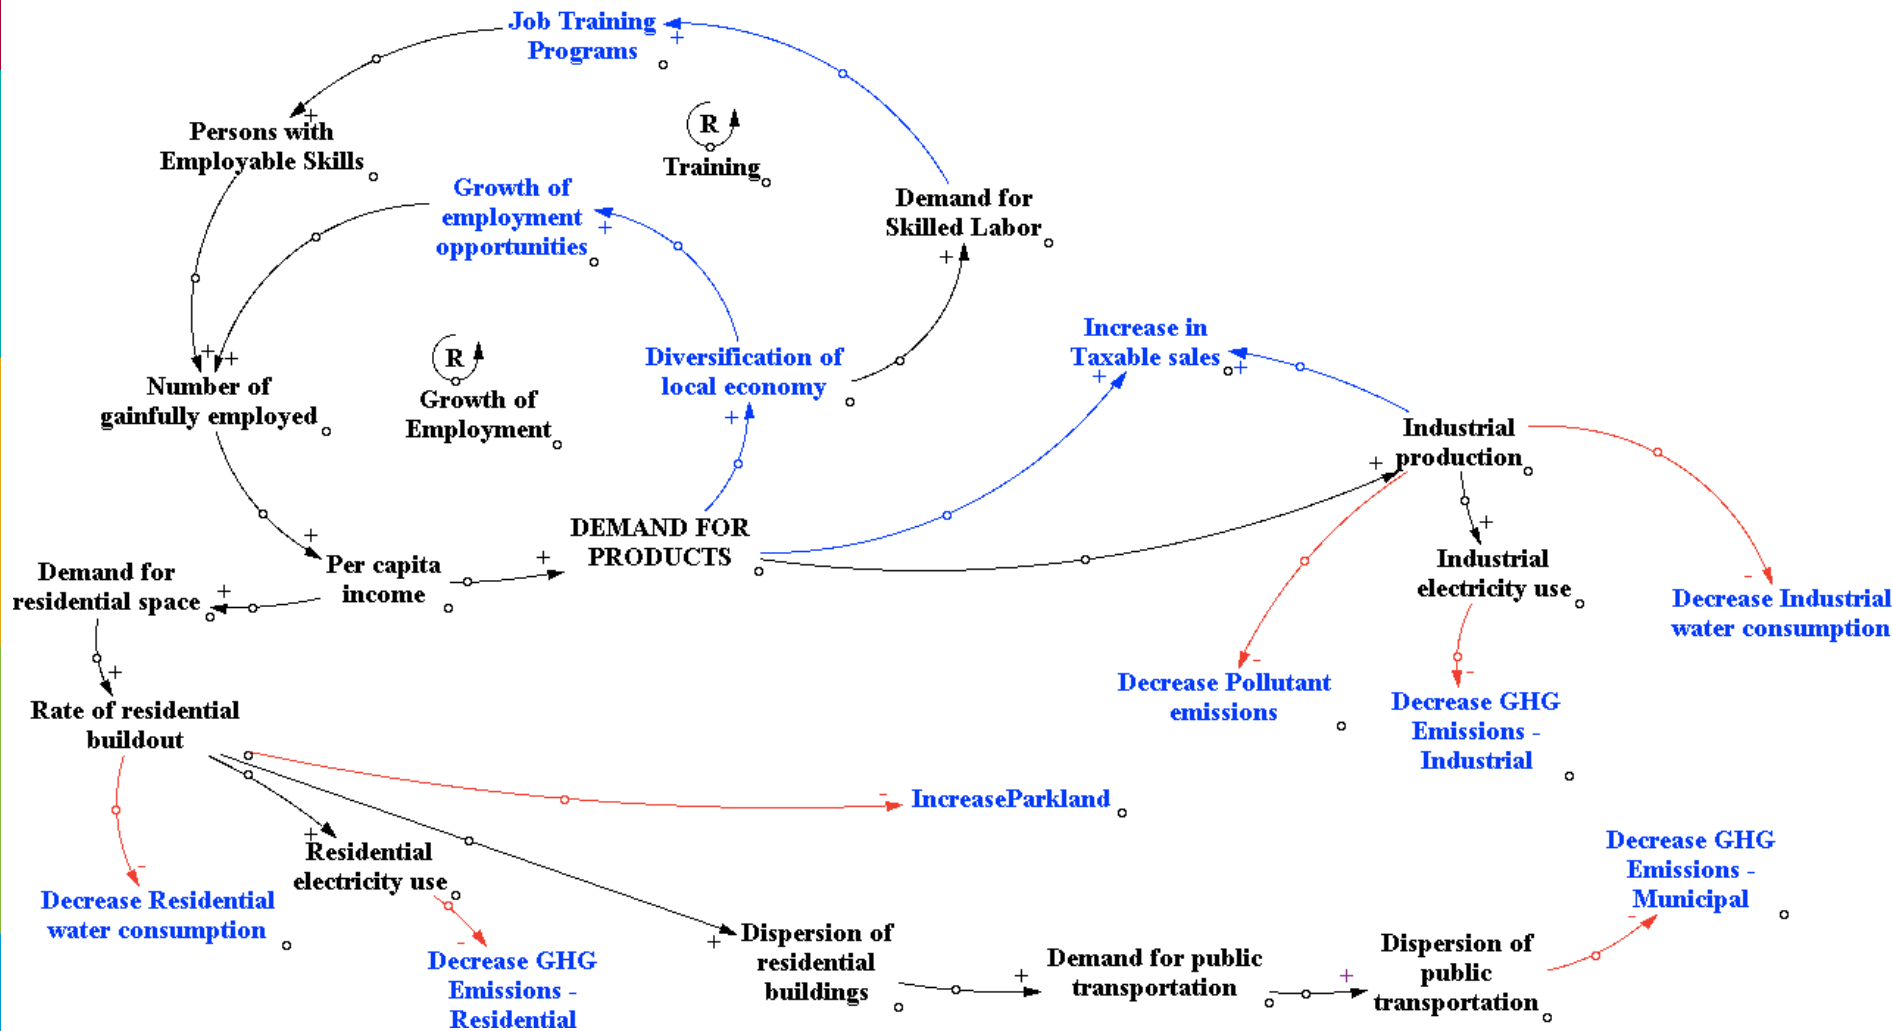 Job Training
Programs
+
+
Persons with
Employable Skills
R
Training
Growth of
employment
opportunities
+
Demand for
Skilled Labor
+
Increase in
Taxable sales
+
+
+
+
R
Growth of
Employment
Diversification of
local economy
+
Number of
gainfully employed
Industrial
production
+
+
DEMAND FOR
PRODUCTS
+
+
Industrial
electricity use
Per capita
income
Demand for
residential space
+
-
Decrease Industrial
water consumption
+
-
Decrease Pollutant
emissions
-
Decrease GHG
Emissions -
Industrial
Rate of residential
buildout
-
IncreaseParkland
+
Residential
electricity use
-
Decrease Residential
water consumption
-
Decrease GHG
Emissions -
Residential
+
Dispersion of
residential
buildings
+
Demand for public
transportation
+
Dispersion of
public
transportation
-
Decrease GHG
Emissions -
Municipal